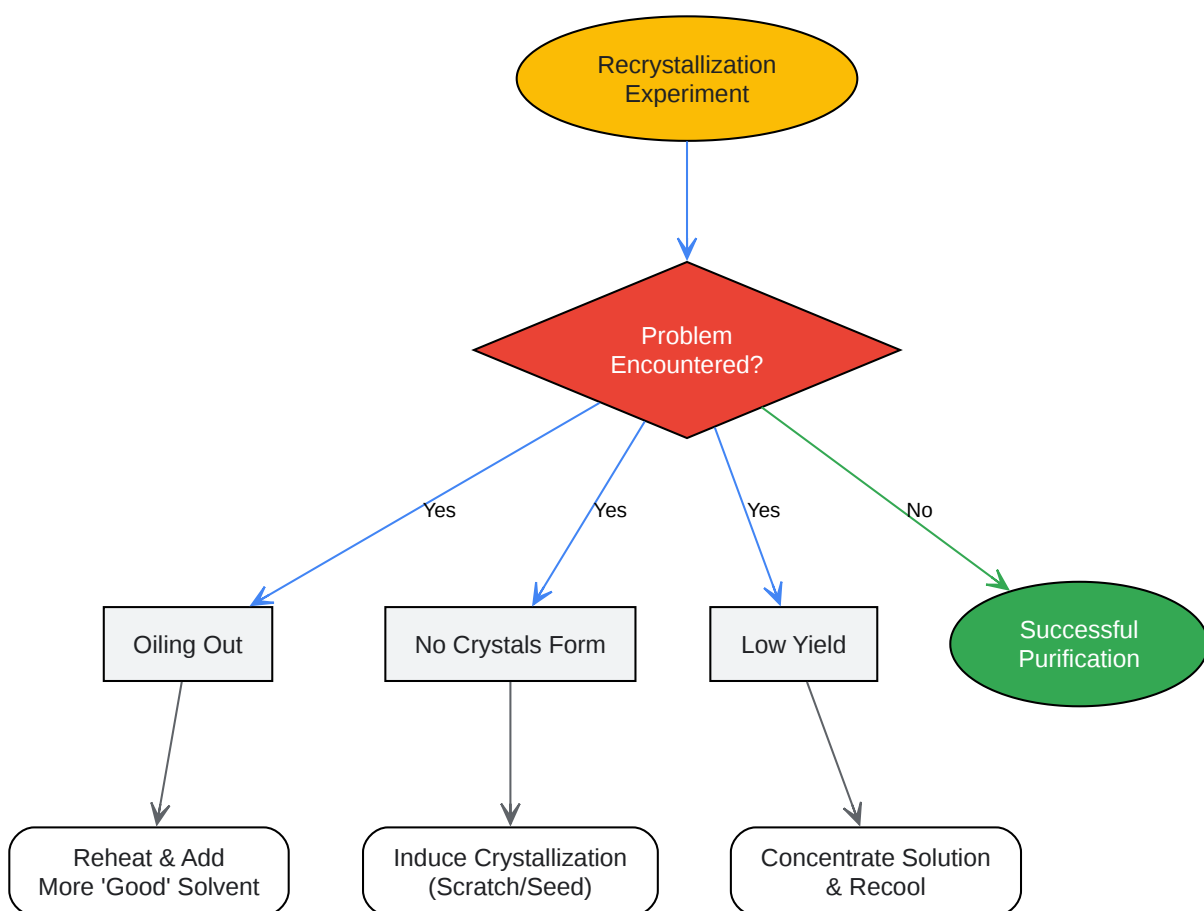 Recrystallization
Experiment
Problem
Encountered?
Yes
Yes
Yes
No
Oiling Out
No Crystals Form
Low Yield
Successful
Purification
Reheat & Add
More 'Good' Solvent
Induce Crystallization
(Scratch/Seed)
Concentrate Solution
& Recool